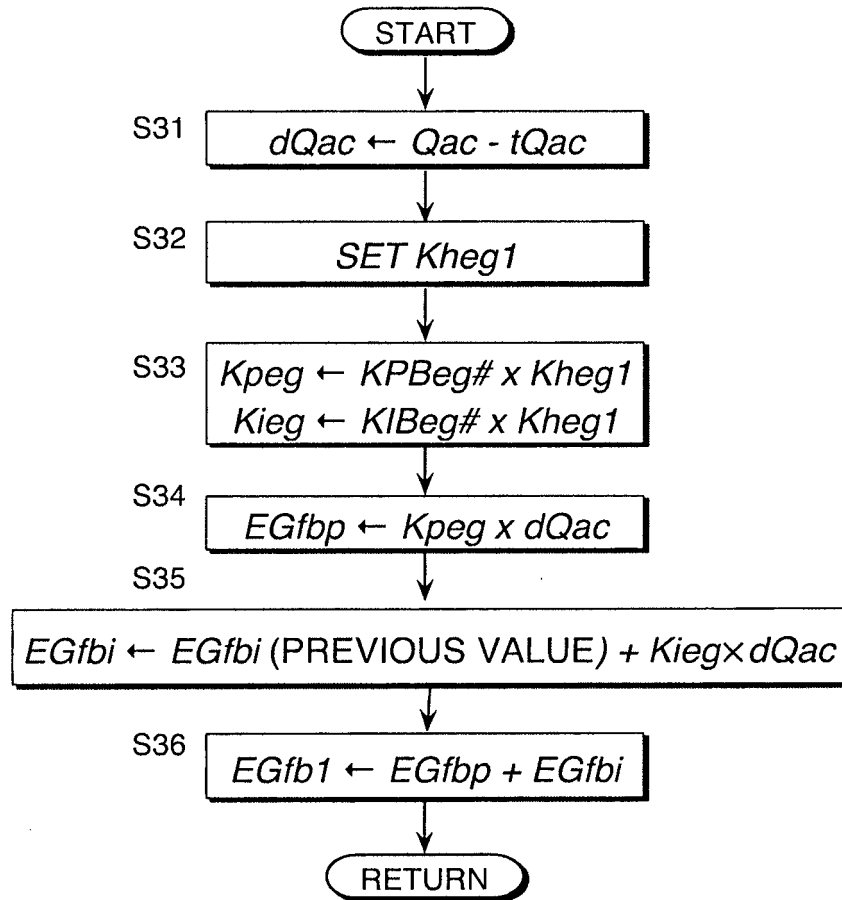 START
S31
dQac ← Qac - tQac
S32
SET Kheg1
S33
Kpeg ← KPBeg# x Kheg1
Kieg ← KIBeg# x Kheg1
S34
EGfbp ← Kpeg x dQac
S35
EGfbi ← EGfbi (PREVIOUS VALUE) + Kieg×dQac
S36
EGfb1 ← EGfbp + EGfbi
RETURN